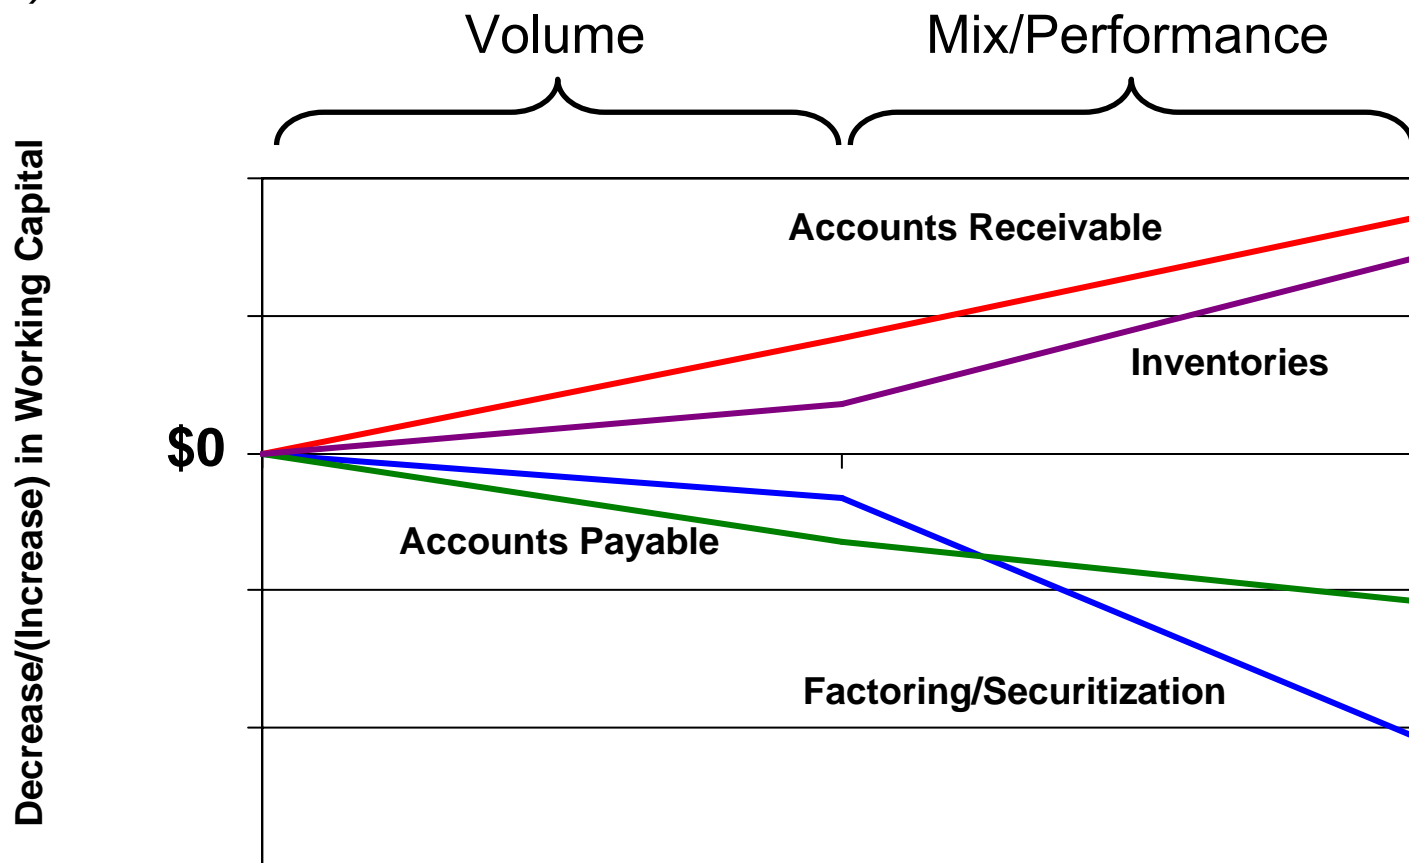 Volume
Mix/Performance
Decrease/(Increase) in Working Capital
Accounts Receivable
Inventories
$0
Accounts Payable
Factoring/Securitization